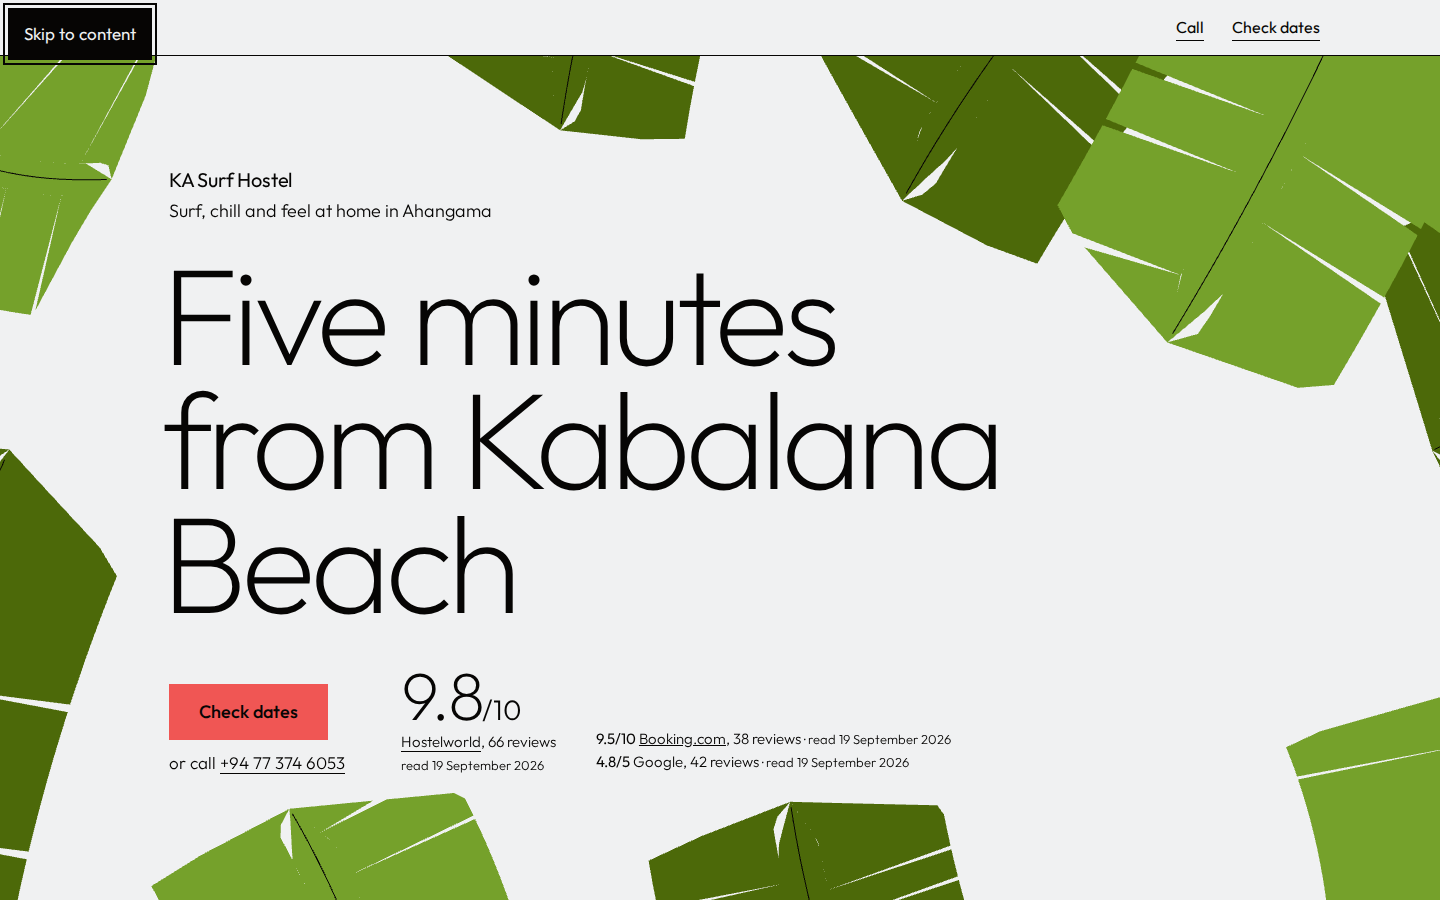 Skip to content
Call
Check dates
KA Surf Hostel
Surf, chill and feel at home in Ahangama
Five minutes
from Kabalana
Beach
Check dates
or call +94 77 374 6053
9.8/10
Hostelworld, 66 reviews
read 19 September 2026
9.5/10 Booking.com, 38 reviews · read 19 September 2026
4.8/5 Google, 42 reviews · read 19 September 2026